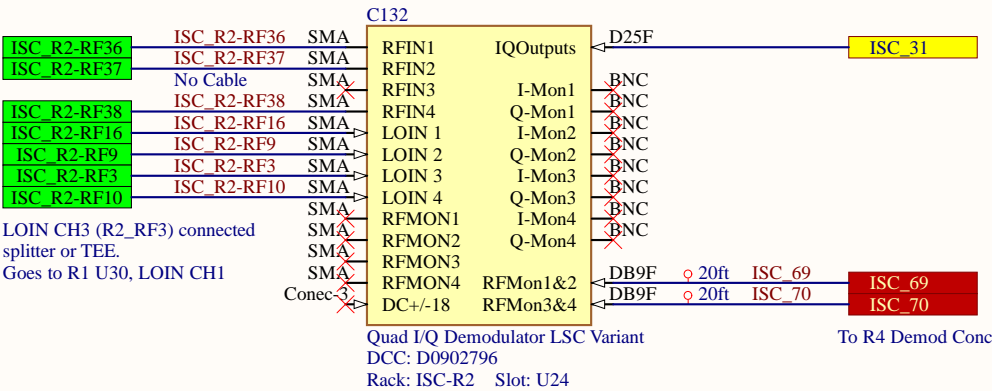 C132
ISC_R2-RF36 ISC_R2-RF36 SMA RFIN1 IQOutputs D25F ISC_31
ISC_R2-RF37 ISC_R2-RF37 SMA RFIN2
No Cable SMA RFIN3 I-Mon1 BNC
ISC_R2-RF38 ISC_R2-RF38 SMA RFIN4 Q-Mon1 BNC
ISC_R2-RF16 ISC_R2-RF16 SMA LOIN 1 I-Mon2 BNC
ISC_R2-RF9 ISC_R2-RF9 SMA LOIN 2 Q-Mon2 BNC
ISC_R2-RF3 ISC_R2-RF3 SMA LOIN 3 I-Mon3 BNC
ISC_R2-RF10 ISC_R2-RF10 SMA LOIN 4 Q-Mon3 BNC
SMA RFMON1 I-Mon4 BNC
SMA RFMON2 Q-Mon4 BNC
SMA RFMON3
SMA RFMON4 RFMon1&2 DB9F 20ft ISC_69 ISC_69
Conec-3 DC+/-18 RFMon3&4 DB9F 20ft ISC_70 ISC_70
LOIN CH3 (R2_RF3) connected
splitter or TEE.
Goes to R1 U30, LOIN CH1
Quad I/Q Demodulator LSC Variant
DCC: D0902796
Rack: ISC-R2 Slot: U24
To R4 Demod Conc